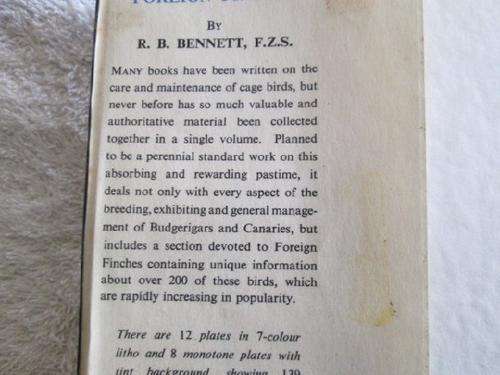 FOREIGN
By
R. B. BENNETT, F.Z.S.
MANY books have been written on the
care and maintenance of cage birds, but
never before has so much valuable and
authoritative material been collected
together in a single volume. Planned
to be a perennial standard work on this
absorbing and rewarding pastime, it
deals not only with every aspect of the
breeding, exhibiting and general manage-
ment of Budgerigars and Canaries, but
includes a section devoted to Foreign
Finches containing unique information
about over 200 of these birds, which
are rapidly increasing in popularity.
There are 12 plates in 7-colour
litho and 8 monotone plates with
tint background, showing 139